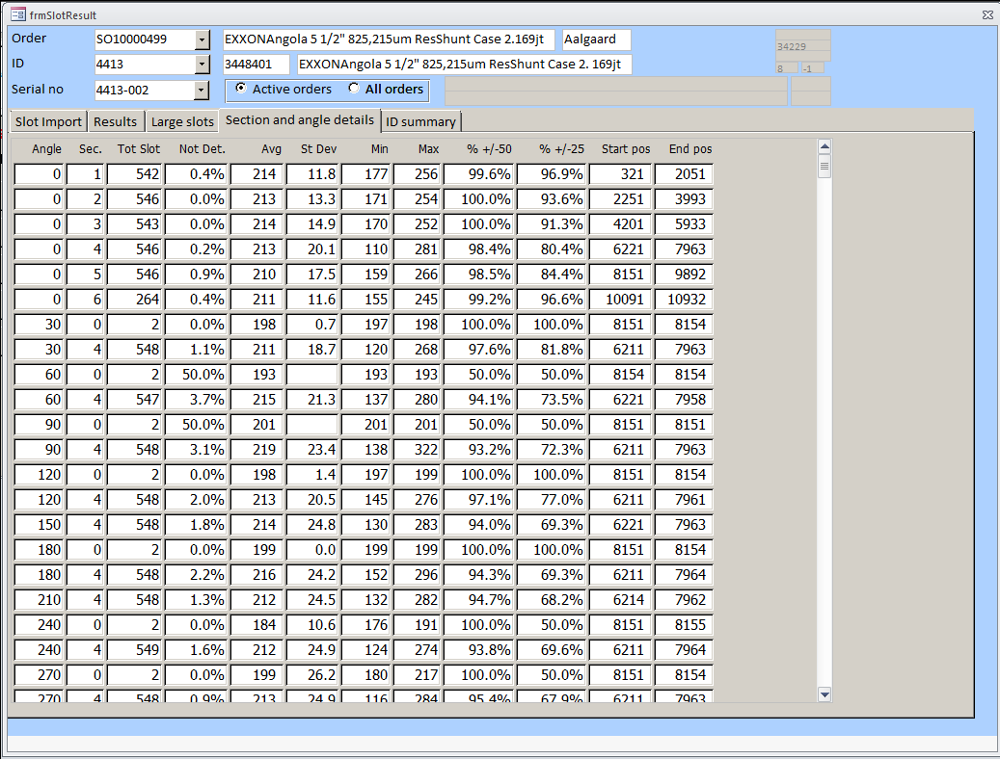 frmSlotResult
Order SO10000499 EXXONAngola 5 1/2" 825,215um ResShunt Case 2.169jt Aalgaard 34229
ID 4413 3448401 EXXONAngola 5 1/2" 825,215um ResShunt Case 2. 169jt 8 -1
Serial no 4413-002 Active orders All orders
Slot Import Results Large slots Section and angle details ID summary
Angle Sec. Tot Slot Not Det. Avg St Dev Min Max % +/-50 % +/-25 Start pos End pos
0 1 542 0.4% 214 11.8 177 256 99.6% 96.9% 321 2051
0 2 546 0.0% 213 13.3 171 254 100.0% 93.6% 2251 3993
0 3 543 0.0% 214 14.9 170 252 100.0% 91.3% 4201 5933
0 4 546 0.2% 213 20.1 110 281 98.4% 80.4% 6221 7963
0 5 546 0.9% 210 17.5 159 266 98.5% 84.4% 8151 9892
0 6 264 0.4% 211 11.6 155 245 99.2% 96.6% 10091 10932
30 0 2 0.0% 198 0.7 197 198 100.0% 100.0% 8151 8154
30 4 548 1.1% 211 18.7 120 268 97.6% 81.8% 6211 7963
60 0 2 50.0% 193 193 193 50.0% 50.0% 8154 8154
60 4 547 3.7% 215 21.3 137 280 94.1% 73.5% 6221 7958
90 0 2 50.0% 201 201 201 50.0% 50.0% 8151 8151
90 4 548 3.1% 219 23.4 138 322 93.2% 72.3% 6211 7963
120 0 2 0.0% 198 1.4 197 199 100.0% 100.0% 8151 8154
120 4 548 2.0% 213 20.5 145 276 97.1% 77.0% 6211 7961
150 4 548 1.8% 214 24.8 130 283 94.0% 69.3% 6221 7963
180 0 2 0.0% 199 0.0 199 199 100.0% 100.0% 8151 8154
180 4 548 2.2% 216 24.2 152 296 94.3% 69.3% 6211 7964
210 4 548 1.3% 212 24.5 132 282 94.7% 68.2% 6214 7962
240 0 2 0.0% 184 10.6 176 191 100.0% 50.0% 8151 8155
240 4 549 1.6% 212 24.9 124 274 93.8% 69.6% 6211 7964
270 0 2 0.0% 199 26.2 180 217 100.0% 50.0% 8151 8154
270 4 548 0.9% 213 24.9 116 284 95.4% 67.9% 6211 7963